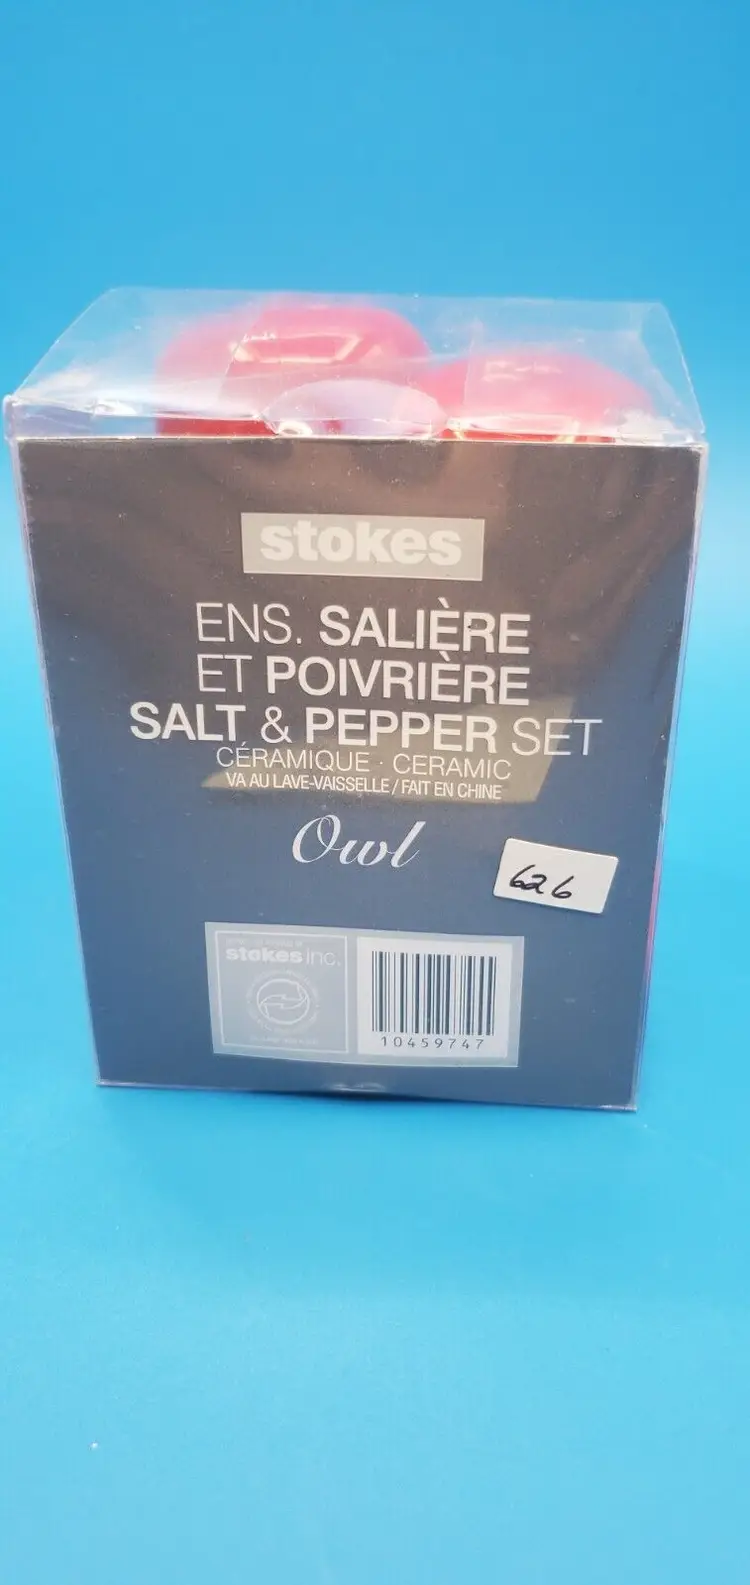 stokes
ENS. SALIÈRE
ET POIVRIÈRE
SALT & PEPPER SET
CÉRAMIQUE · CERAMIC
VA AU LAVE-VAISSELLE / FAIT EN CHINE
Owl
626
stokes inc.
10459747